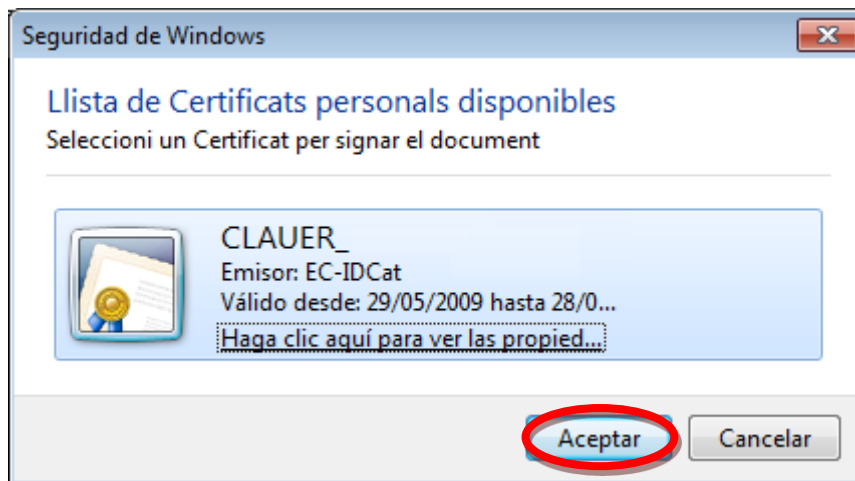 Seguridad de Windows
Llista de Certificats personals disponibles
Seleccioni un Certificat per signar el document
CLAUER_
Emisor: EC-IDCat
Válido desde: 29/05/2009 hasta 28/0...
Haga clic aquí para ver las propied...
Aceptar
Cancelar